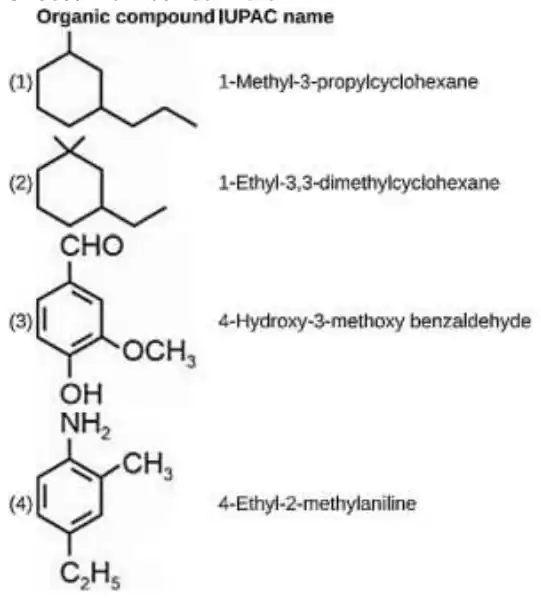 Organic compound IUPAC name
(1) 1-Methyl-3-propylcyclohexane
(2) 1-Ethyl-3,3-dimethylcyclohexane
CHO
(3) 4-Hydroxy-3-methoxy benzaldehyde
OCH₃
OH
NH₂
CH₃
(4) 4-Ethyl-2-methylaniline
C₂H₅